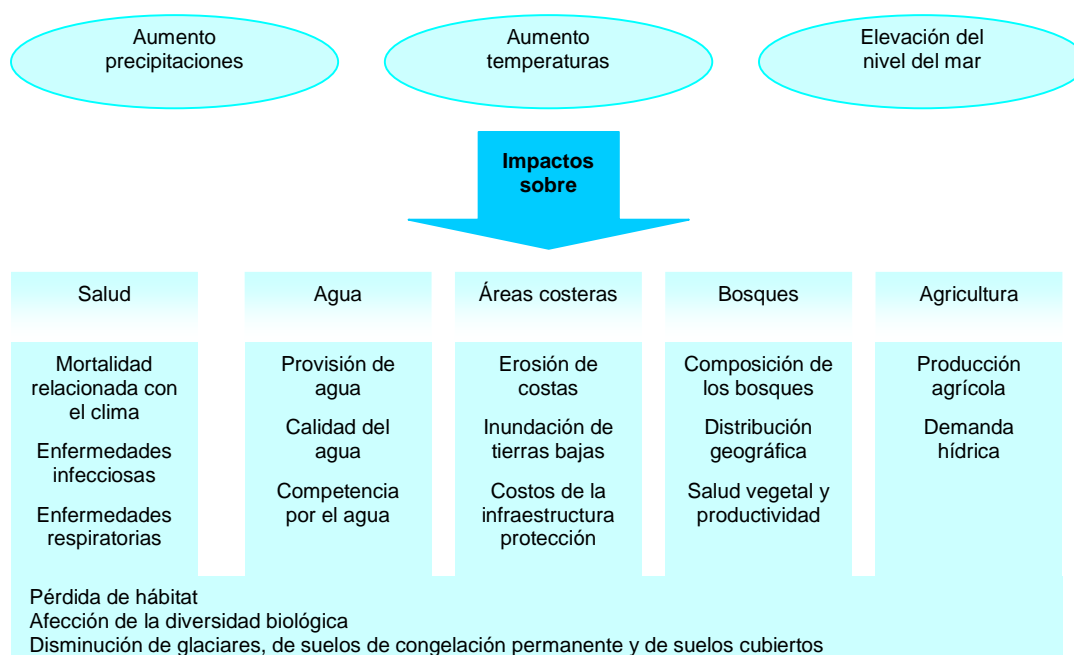 Aumento
precipitaciones
Aumento
temperaturas
Elevación del
nivel del mar
Impactos
sobre
Salud
Agua
Áreas costeras
Bosques
Agricultura
Mortalidad
relacionada con
el clima
Enfermedades
infecciosas
Enfermedades
respiratorias
Provisión de
agua
Calidad del
agua
Competencia
por el agua
Erosión de
costas
Inundación de
tierras bajas
Costos de la
infraestructura
protección
Composición de
los bosques
Distribución
geográfica
Salud vegetal y
productividad
Producción
agrícola
Demanda
hídrica
Pérdida de hábitat
Afección de la diversidad biológica
Disminución de glaciares, de suelos de congelación permanente y de suelos cubiertos